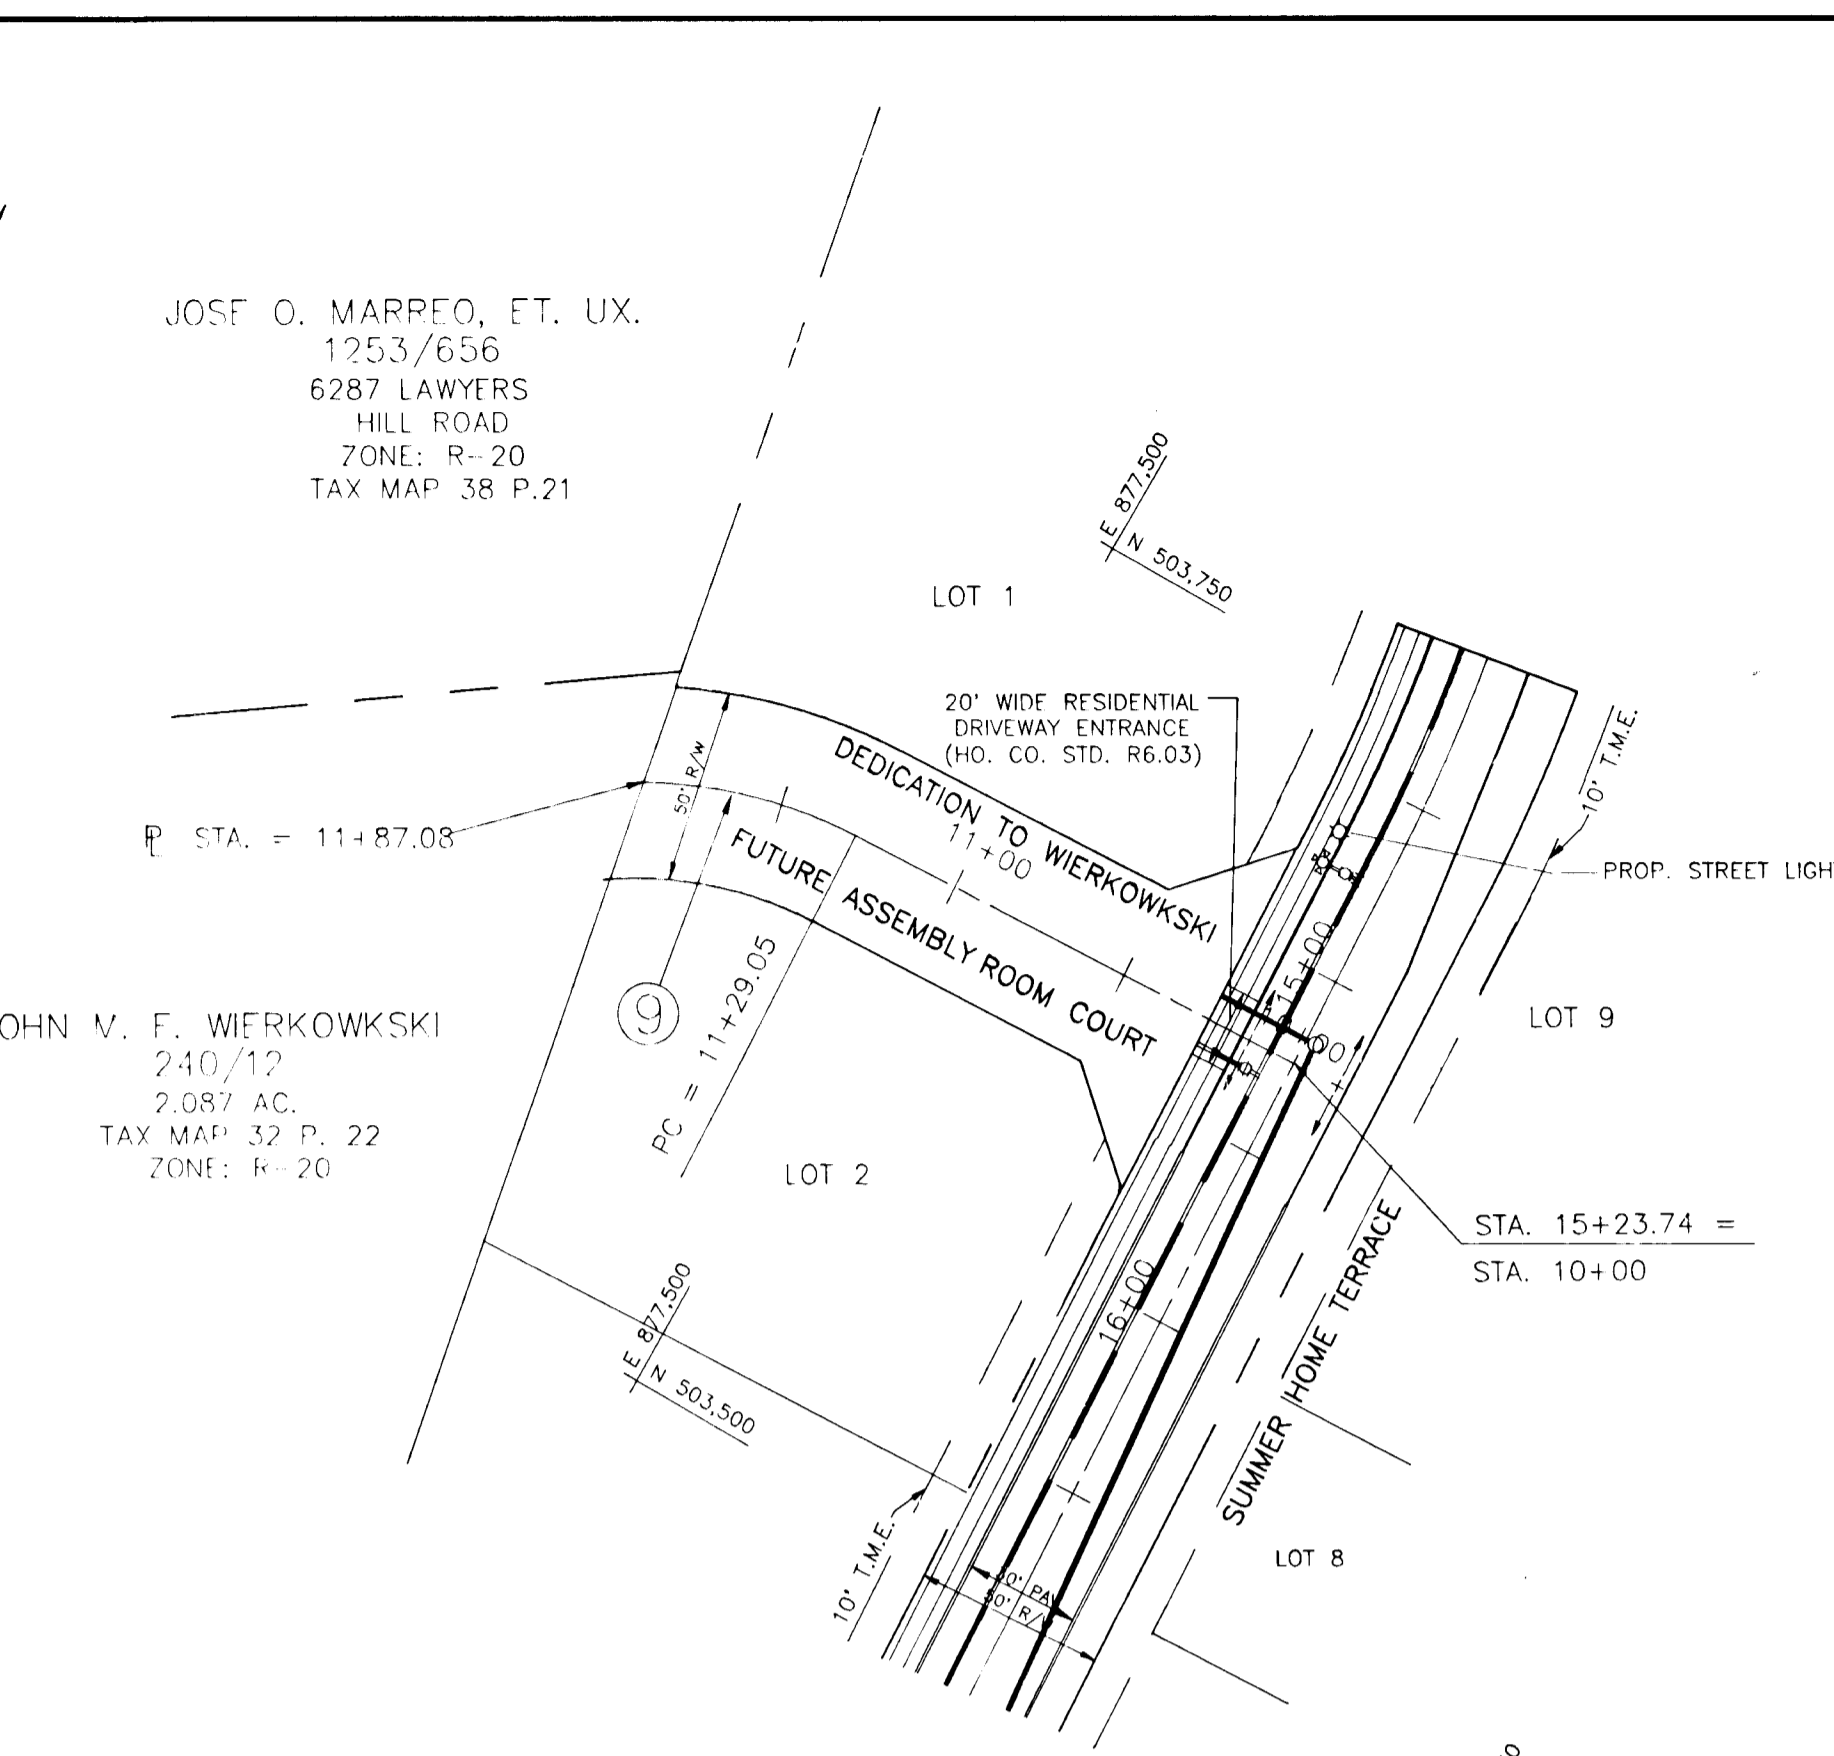 JOSE O. MARREO, ET. UX.
1253/656
6287 LAWYERS
HILL ROAD
ZONE: R-20
TAX MAP 38 P.21
E 877,500
N 503,750
LOT 1
20' WIDE RESIDENTIAL
DRIVEWAY ENTRANCE
(HO. CO. STD. R6.03)
10' T.M.E.
50' R/W
DEDICATION TO WIERKOWKSKI
11+00
FUTURE ASSEMBLY ROOM COURT
PL STA. = 11+87.08
PROP. STREET LIGH
15+00
9
PC = 11+29.05
LOT 9
OHN V. F. WIERKOWKSKI
240/12
2.087 AC.
TAX MAP 32 P. 22
ZONE: R-20
LOT 2
STA. 15+23.74 =
STA. 10+00
16+00
SUMMER HOME TERRACE
E 877,500
N 503,500
10' T.M.E.
50' R/
LOT 8